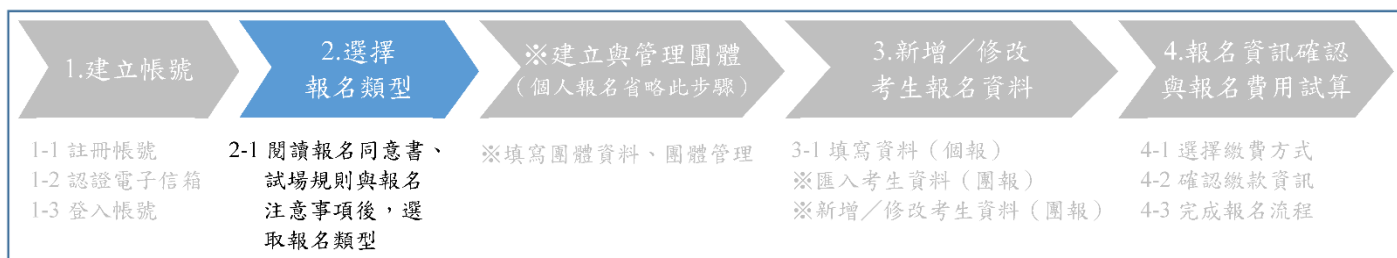 1.建立帳號
2.選擇
報名類型
※建立與管理團體
（個人報名省略此步驟）
3.新增／修改
考生報名資料
4.報名資訊確認
與報名費用試算
1-1 註冊帳號
1-2 認證電子信箱
1-3 登入帳號
2-1 閱讀報名同意書、
試場規則與報名
注意事項後，選
取報名類型
※填寫團體資料、團體管理
3-1 填寫資料（個報）
※匯入考生資料（團報）
※新增／修改考生資料（團報）
4-1 選擇繳費方式
4-2 確認繳款資訊
4-3 完成報名流程